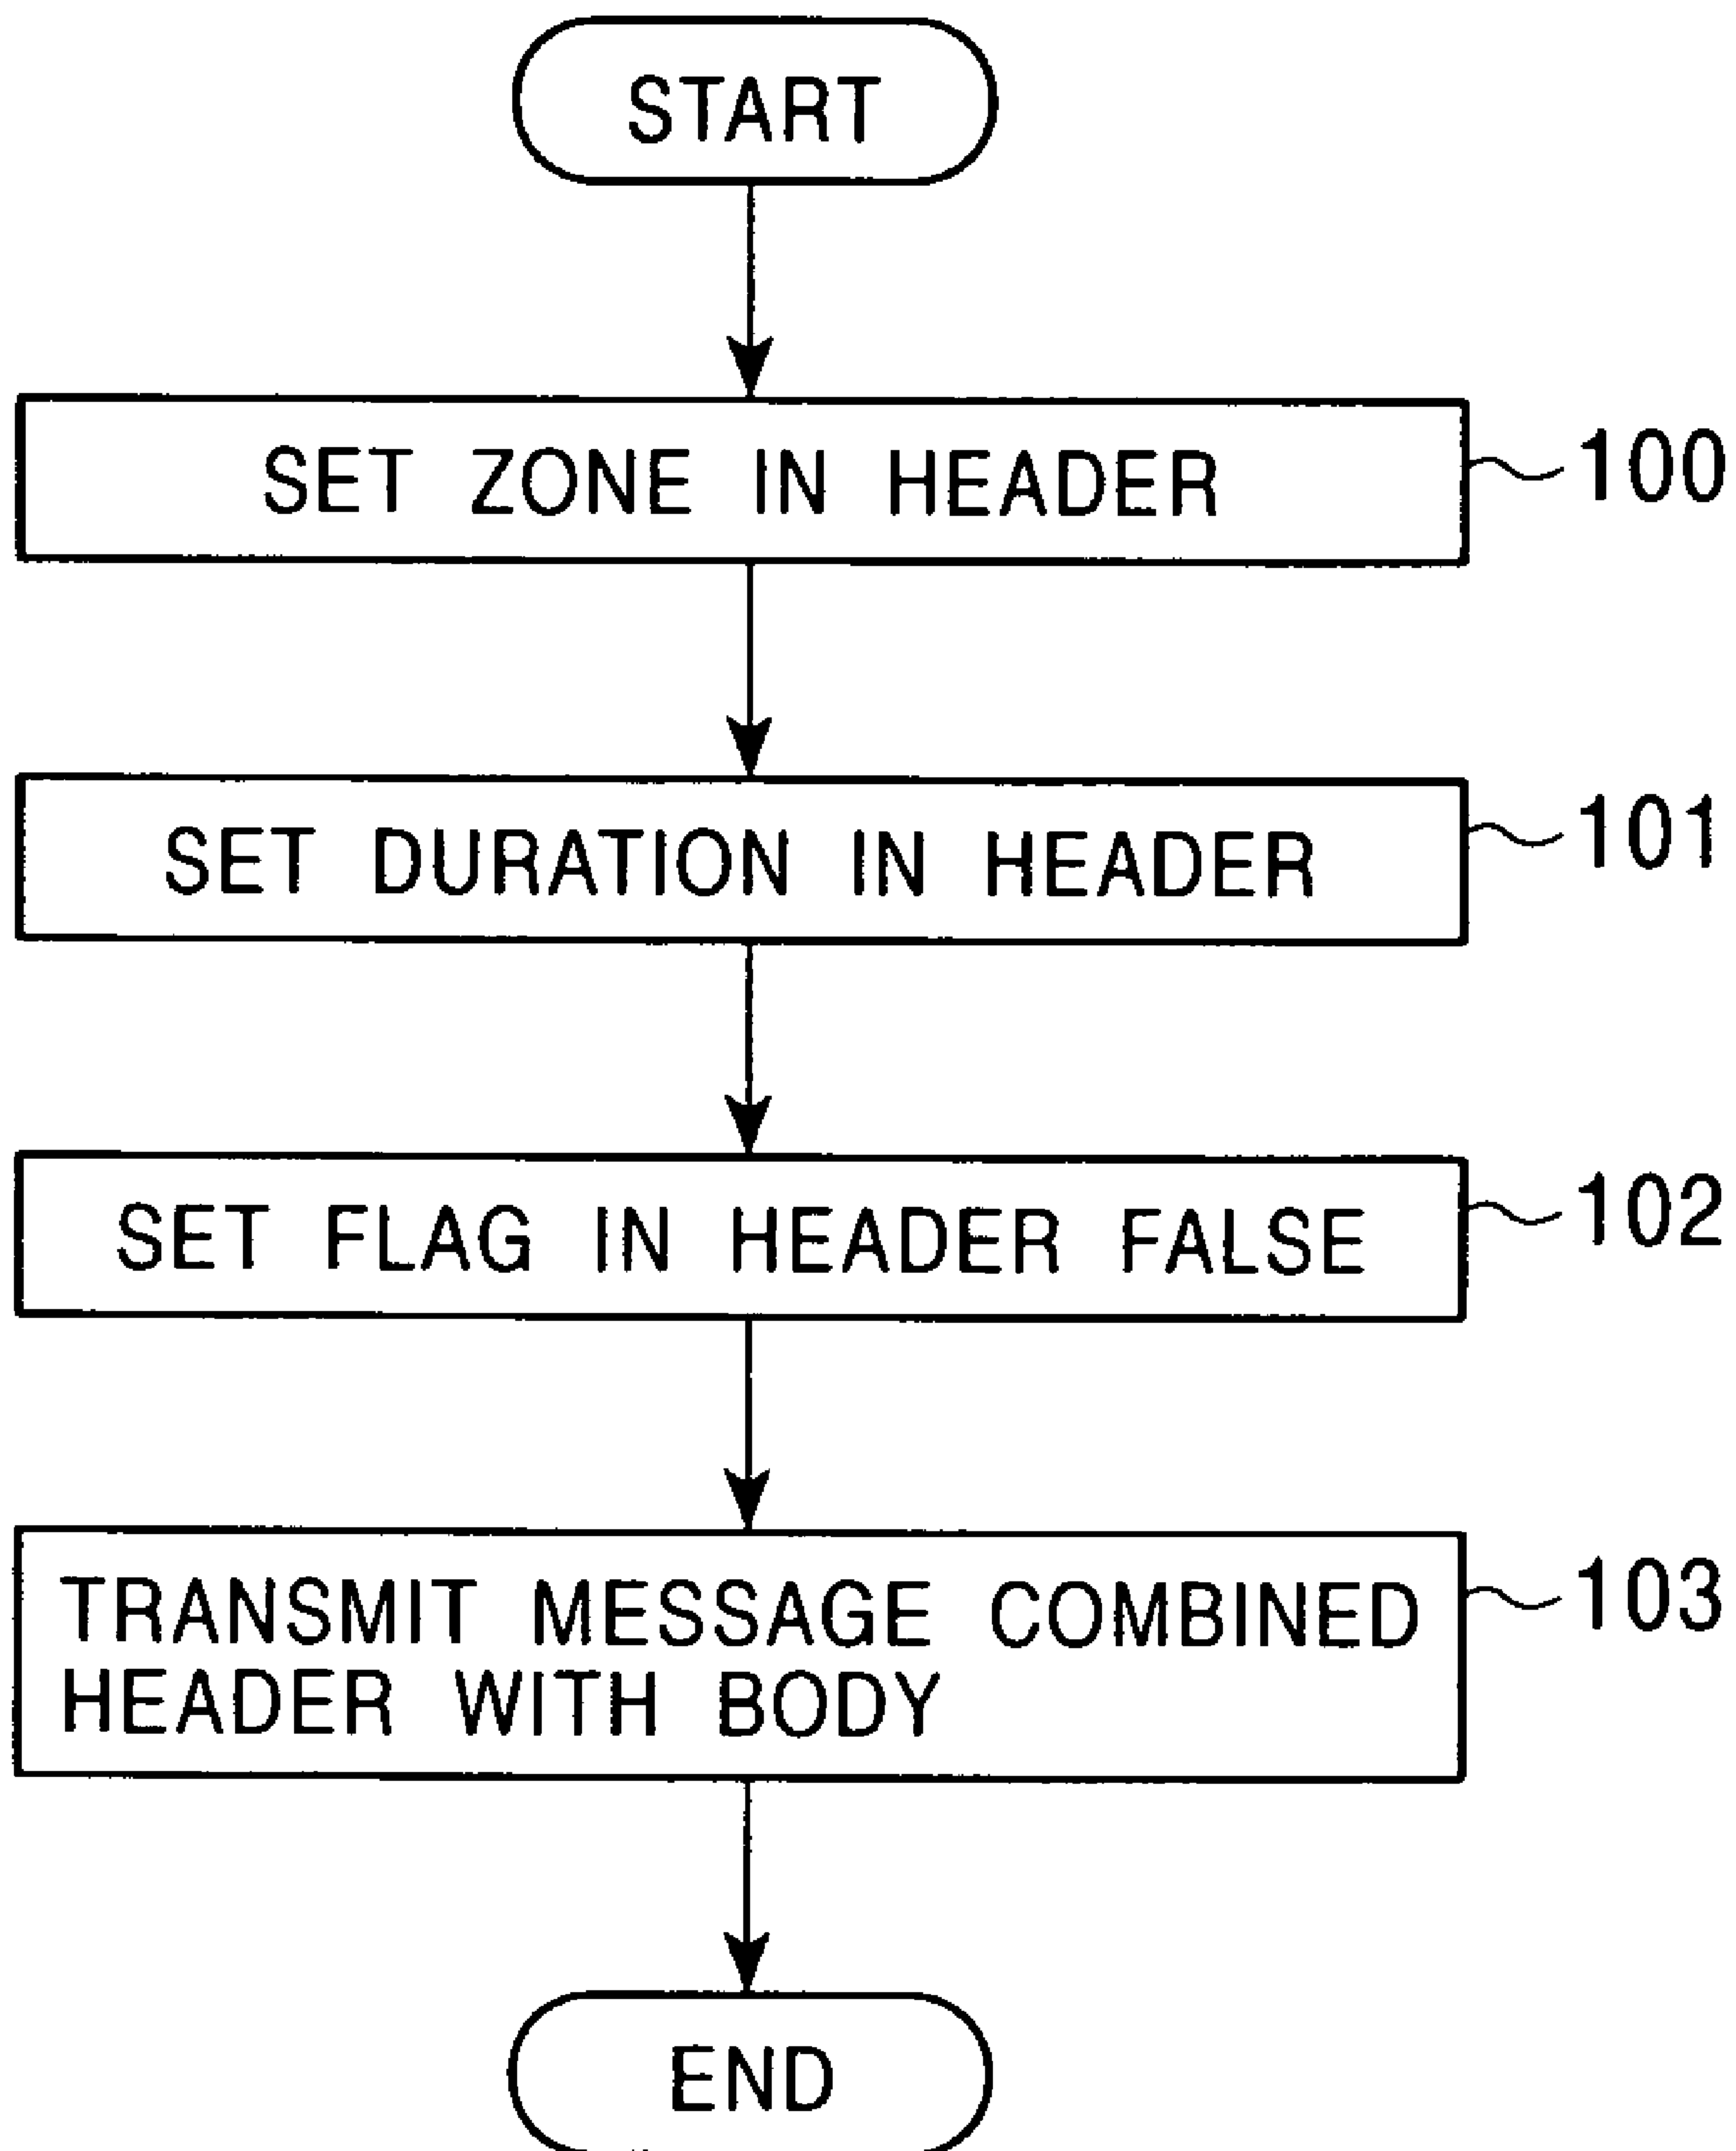 START
SET ZONE IN HEADER
100
SET DURATION IN HEADER
101
SET FLAG IN HEADER FALSE
102
TRANSMIT MESSAGE COMBINED
HEADER WITH BODY
103
END